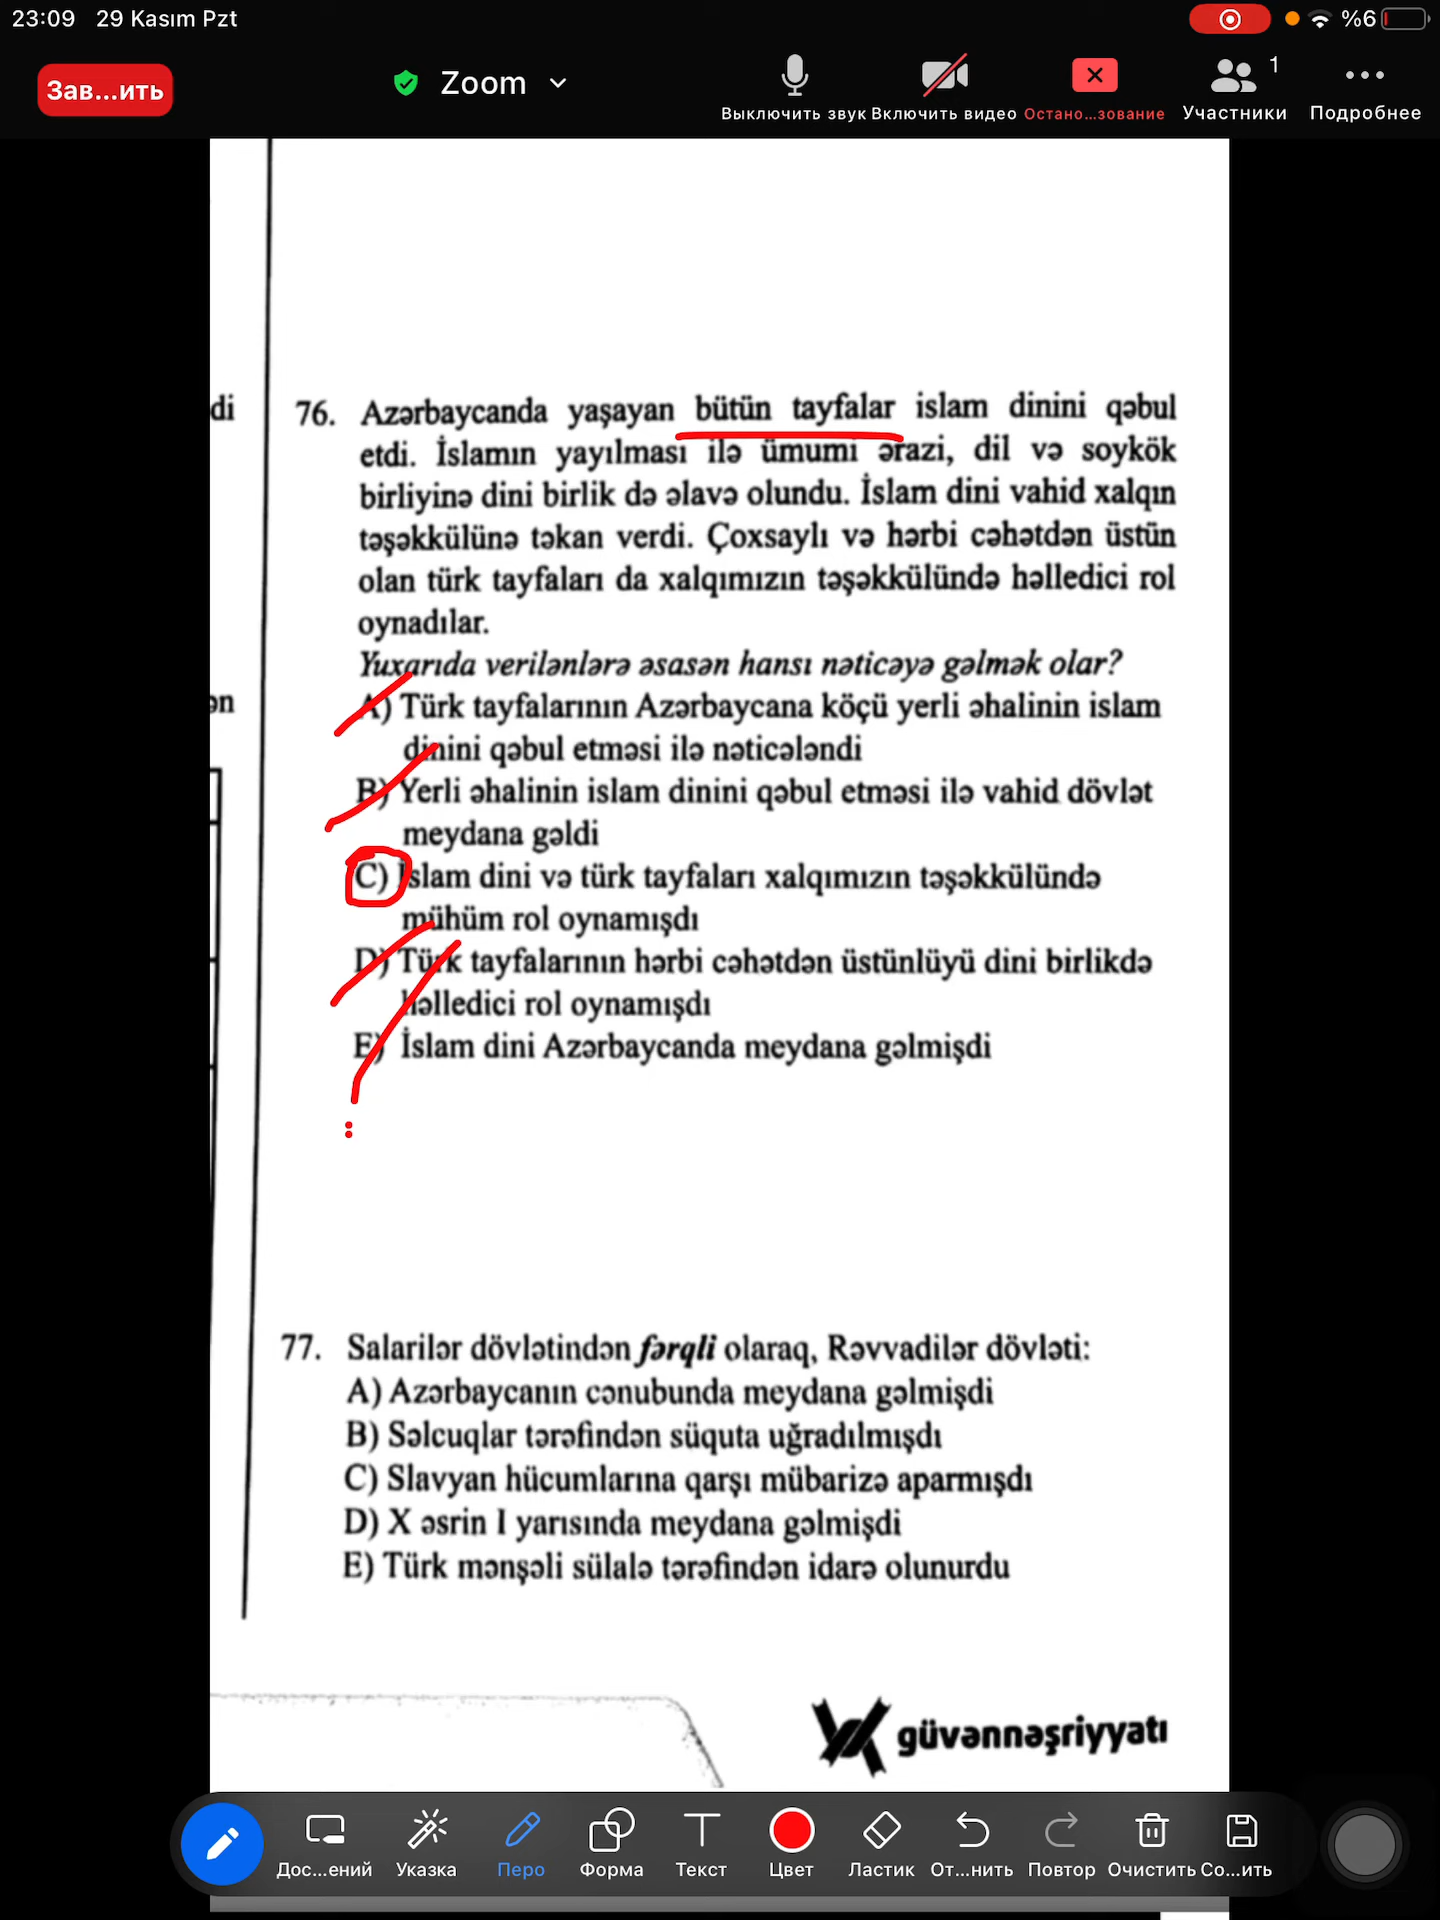 23:09 29 Kasım Pzt
%6
Зав...ить
Zoom
Выключить звук
Включить видео
Остано...зование
1
Участники
Подробнее
di
ən
76. Azərbaycanda yaşayan bütün tayfalar islam dinini qəbul
etdi. İslamın yayılması ilə ümumi ərazi, dil və soykök
birliyinə dini birlik də əlavə olundu. İslam dini vahid xalqın
təşəkkülünə təkan verdi. Çoxsaylı və hərbi cəhətdən üstün
olan türk tayfaları da xalqımızın təşəkkülündə həlledici rol
oynadılar.
Yuxarıda verilənlərə əsasən hansı nəticəyə gəlmək olar?
A) Türk tayfalarının Azərbaycana köçü yerli əhalinin islam
dinini qəbul etməsi ilə nəticələndi
B) Yerli əhalinin islam dinini qəbul etməsi ilə vahid dövlət
meydana gəldi
C) İslam dini və türk tayfaları xalqımızın təşəkkülündə
mühüm rol oynamışdı
D) Türk tayfalarının hərbi cəhətdən üstünlüyü dini birlikdə
həlledici rol oynamışdı
E) İslam dini Azərbaycanda meydana gəlmişdi
77. Salarilər dövlətindən fərqli olaraq, Rəvvadilər dövləti:
A) Azərbaycanın cənubunda meydana gəlmişdi
B) Səlcuqlar tərəfindən süquta uğradılmışdı
C) Slavyan hücumlarına qarşı mübarizə aparmışdı
D) X əsrin I yarısında meydana gəlmişdi
E) Türk mənşəli sülalə tərəfindən idarə olunurdu
güvənnəşriyyatı
Дос...ений
Указка
Перо
Форма
Текст
Цвет
Ластик
От...нить
Повтор
Очистить
Со...ить